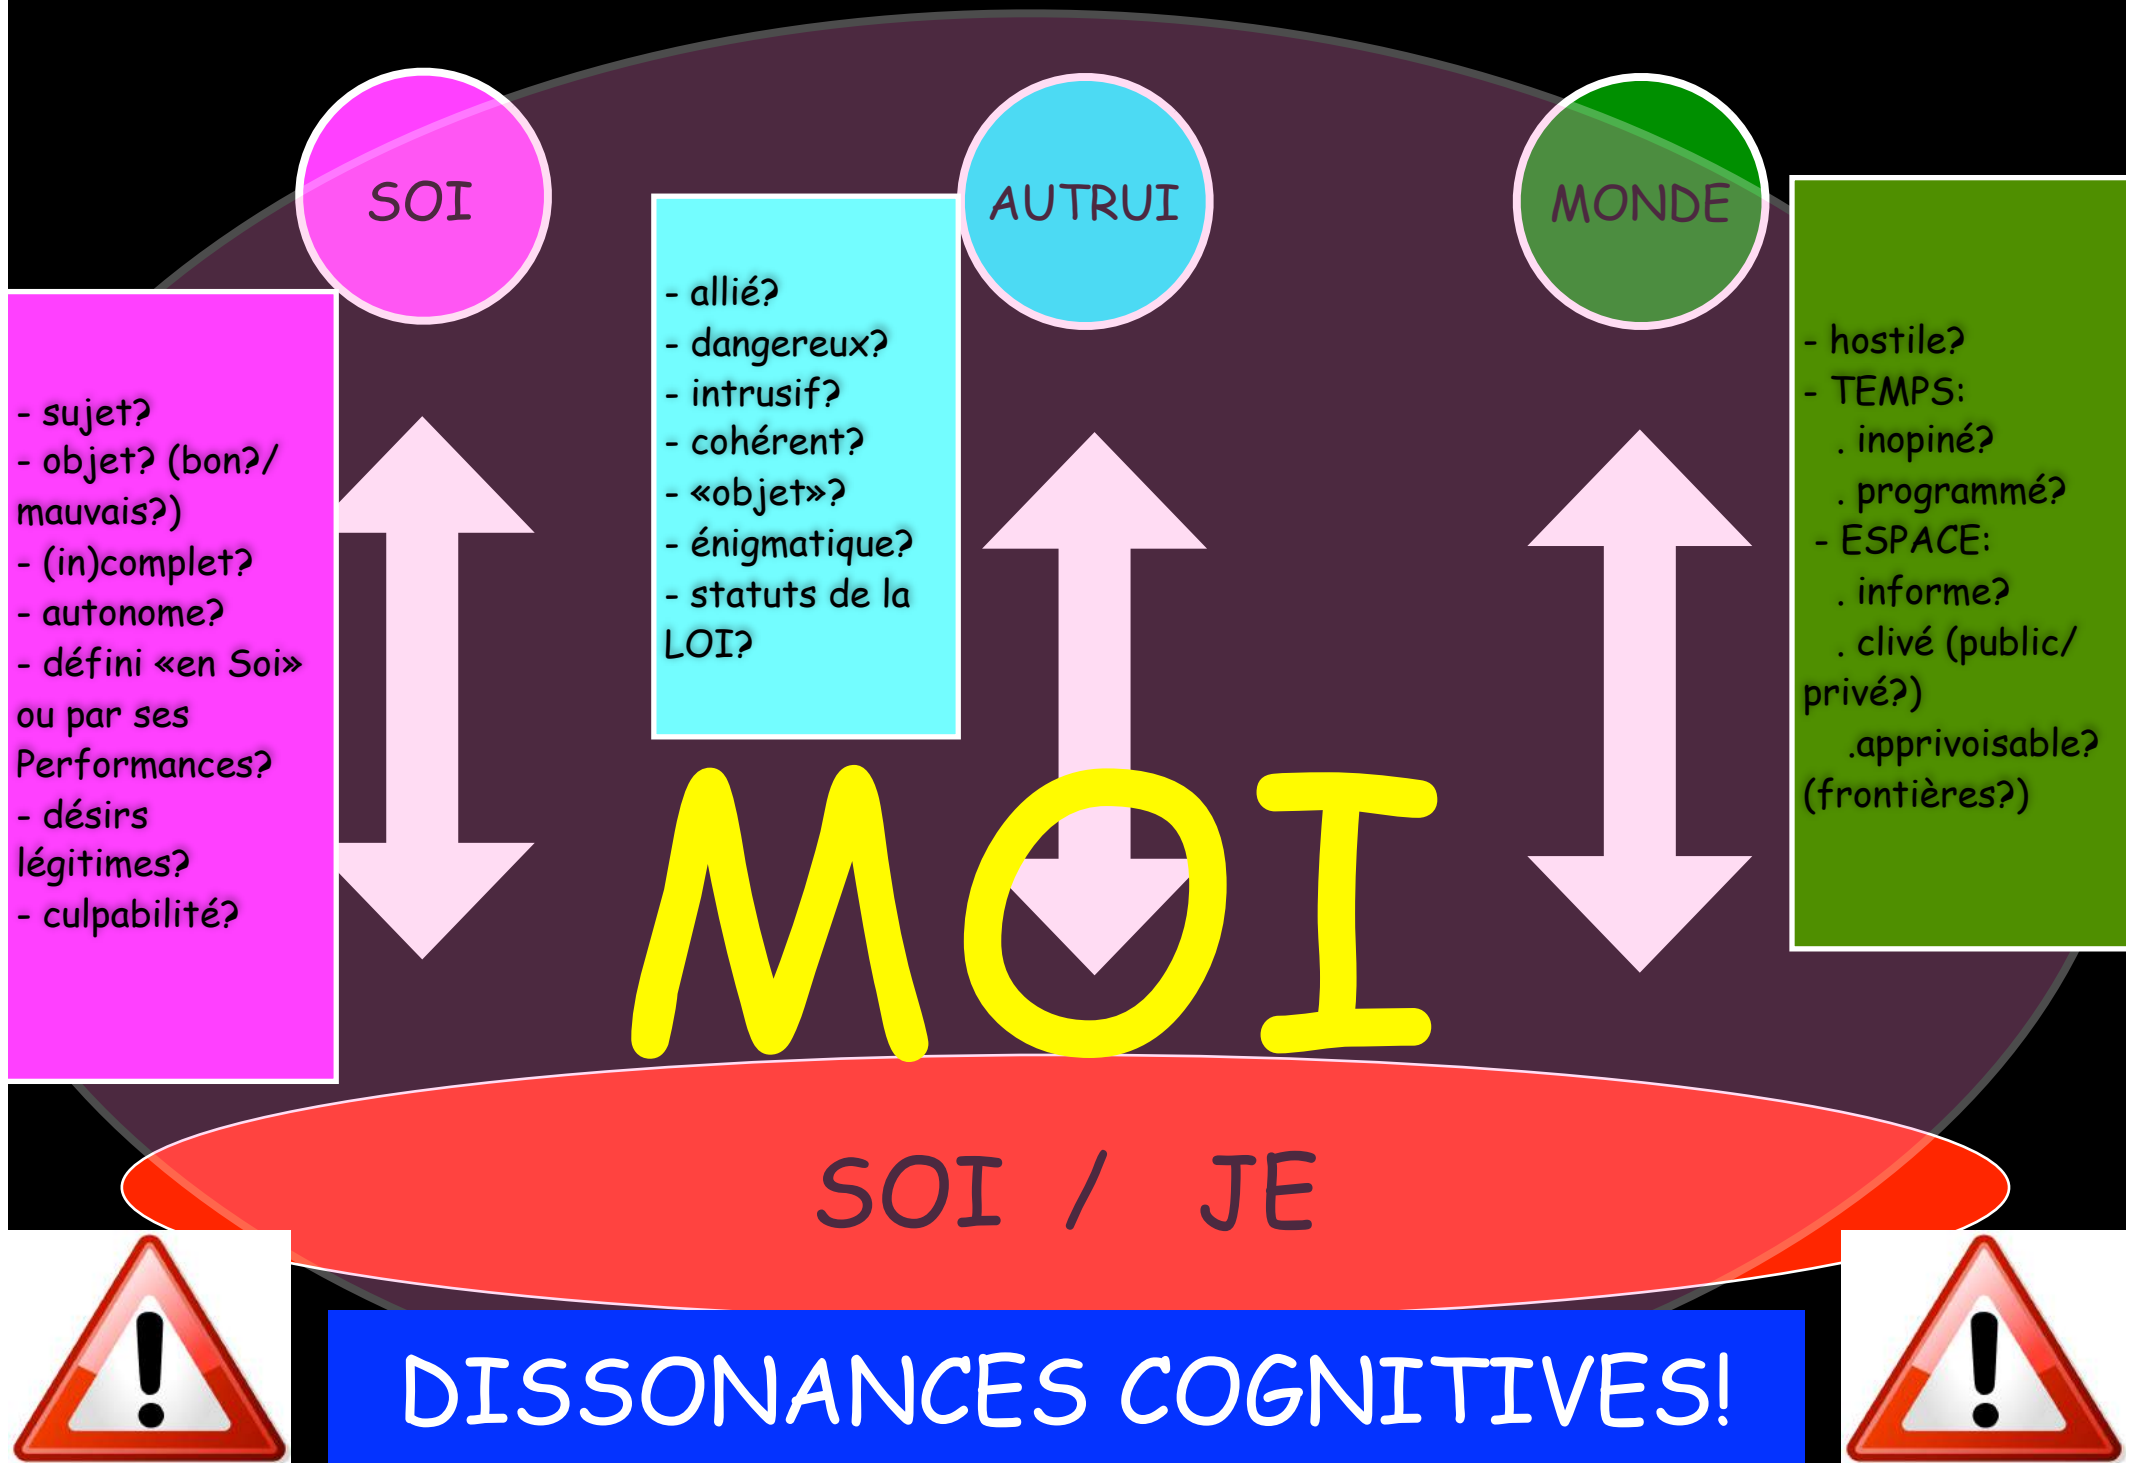 SOI
AUTRUI
MONDE
- sujet?
- objet? (bon?/
mauvais?)
- (in)complet?
- autonome?
- défini «en Soi»
ou par ses
Performances?
- désirs
légitimes?
- culpabilité?
- allié?
- dangereux?
- intrusif?
- cohérent?
- «objet»?
- énigmatique?
- statuts de la
LOI?
- hostile?
- TEMPS:
. inopiné?
. programmé?
- ESPACE:
. informe?
. clivé (public/
privé?)
.apprivoisable?
(frontières?)
MOI
SOI / JE
DISSONANCES COGNITIVES!